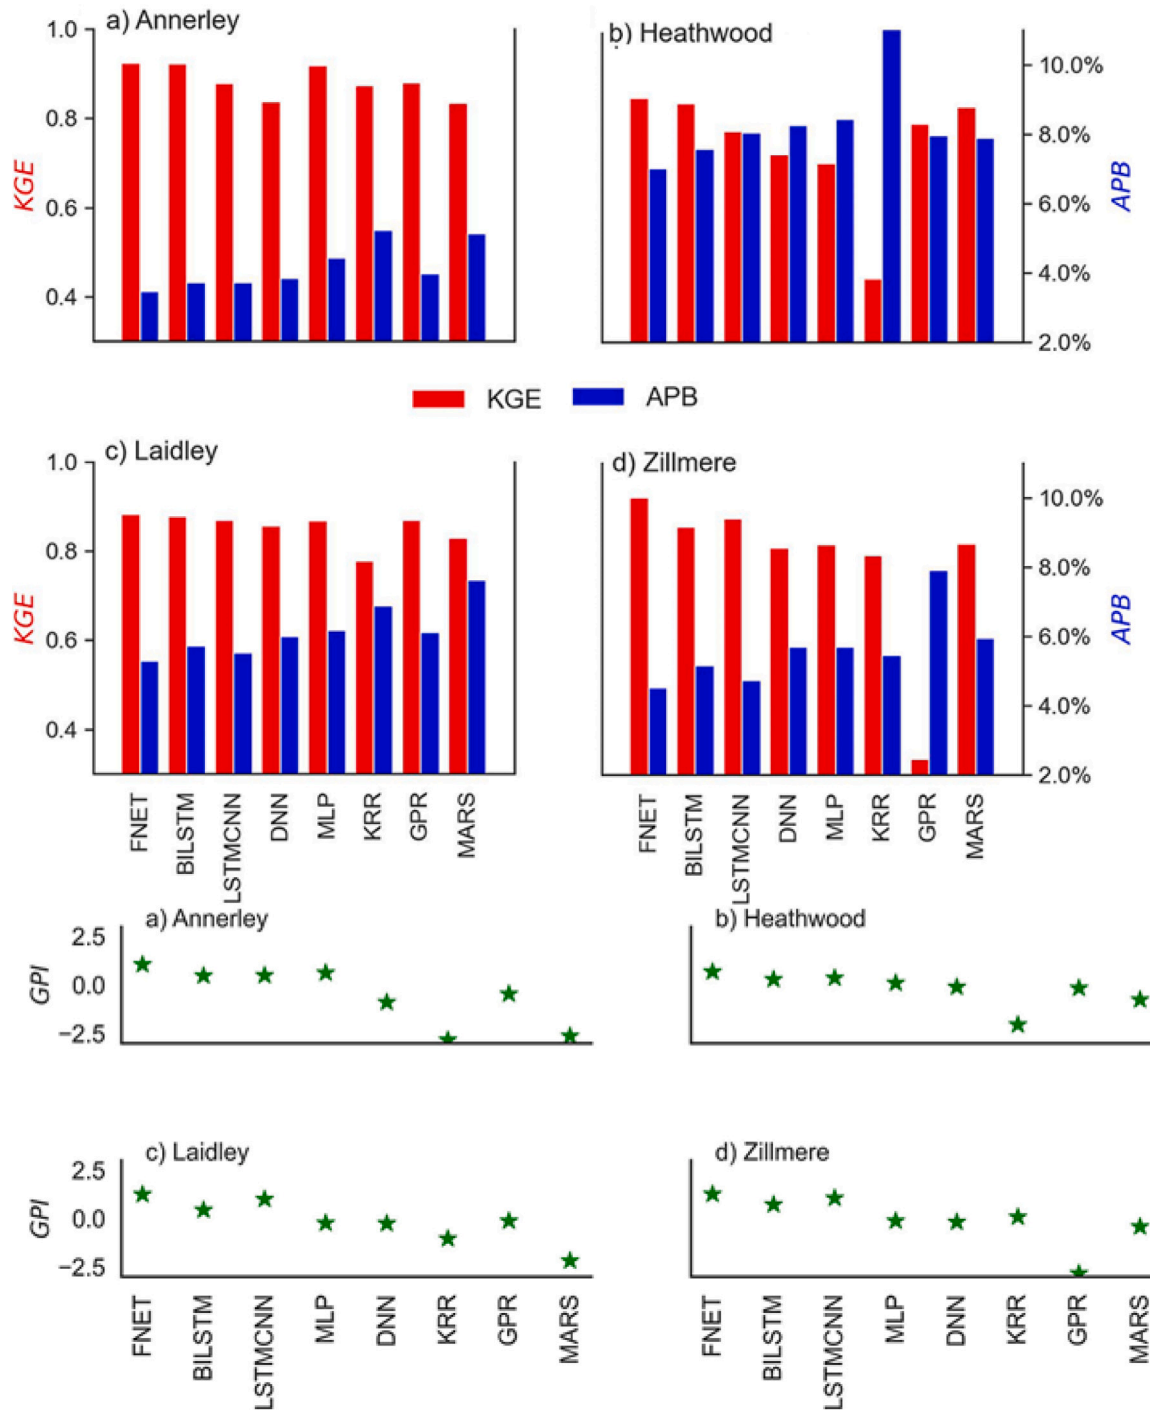 a) Annerley
b) Heathwood
1.0
0.8
0.6
0.4
KGE
10.0%
8.0%
6.0%
4.0%
2.0%
APB
KGE APB
c) Laidley
d) Zillmere
1.0
0.8
0.6
0.4
KGE
10.0%
8.0%
6.0%
4.0%
2.0%
APB
FNET BILSTM LSTMCNN DNN MLP KRR GPR MARS
FNET BILSTM LSTMCNN DNN MLP KRR GPR MARS
a) Annerley
b) Heathwood
2.5
0.0
−2.5
GPI
c) Laidley
d) Zillmere
2.5
0.0
−2.5
GPI
FNET BILSTM LSTMCNN MLP DNN KRR GPR MARS
FNET BILSTM LSTMCNN MLP DNN KRR GPR MARS